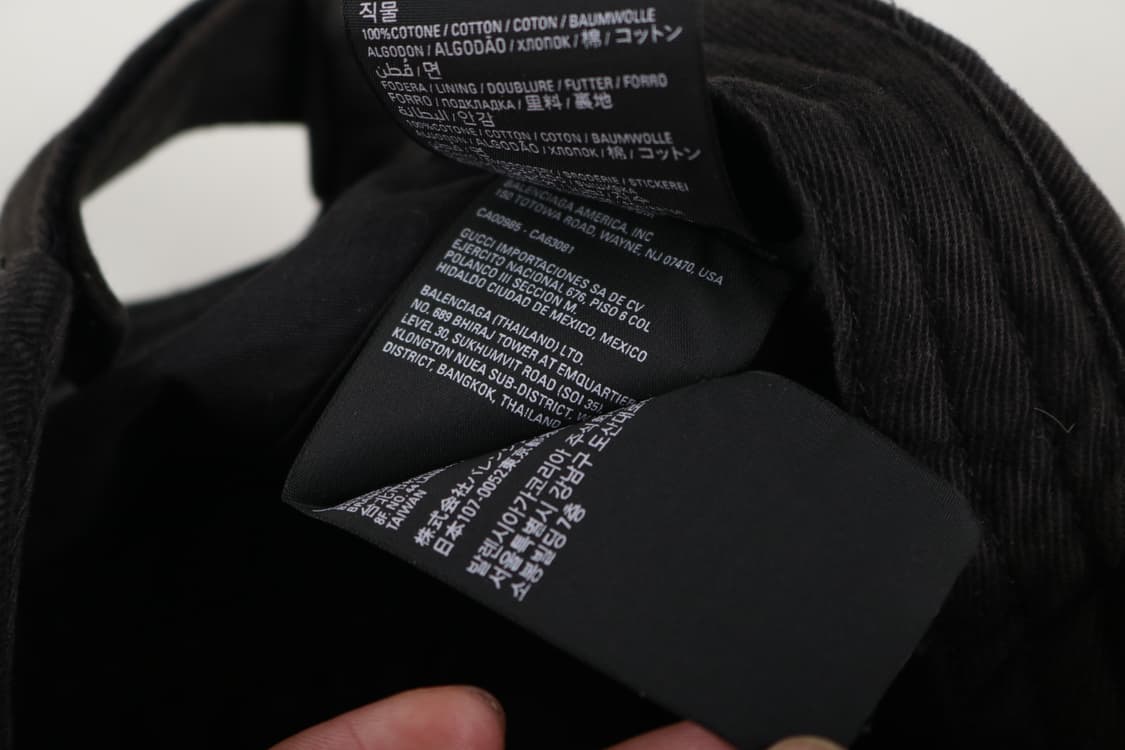 직물
100%COTONE / COTTON / COTON / BAUMWOLLE
ALGODON / ALGODÃO / ХЛОПОК / 棉 / コットン
قُطن / 면
FODERA / LINING / DOUBLURE / FUTTER / FORRO
FORRO / ПОДКЛАДКА / 里料 / 裏地
البطانة / 안감
100%COTONE / COTTON / COTON / BAUMWOLLE
ALGODON / ALGODÃO / ХЛОПОК / 棉 / コットン
/ STICKEREI
BALENCIAGA AMERICA, INC
TOTOWA ROAD, WAYNE, NJ 07470, USA
CA00985 - CA63081
GUCCI IMPORTACIONES SA DE CV
EJERCITO NACIONAL 676, PISO 6 COL
POLANCO III SECCION M.
HIDALDO CIUDAD DE MEXICO, MEXICO
BALENCIAGA (THAILAND) LTD.
NO. 689 BHIRAJ TOWER AT EMQUARTIER
LEVEL 30, SUKHUMVIT ROAD (SOI 35)
KLONGTON NUEA SUB-DISTRICT,
DISTRICT, BANGKOK, THAILAND
TAIWAN
株式会社バレン
日本107-0052東京都
발렌시아가코리아 주식
서울특별시 강남구 도산대
소봉빌딩 7층